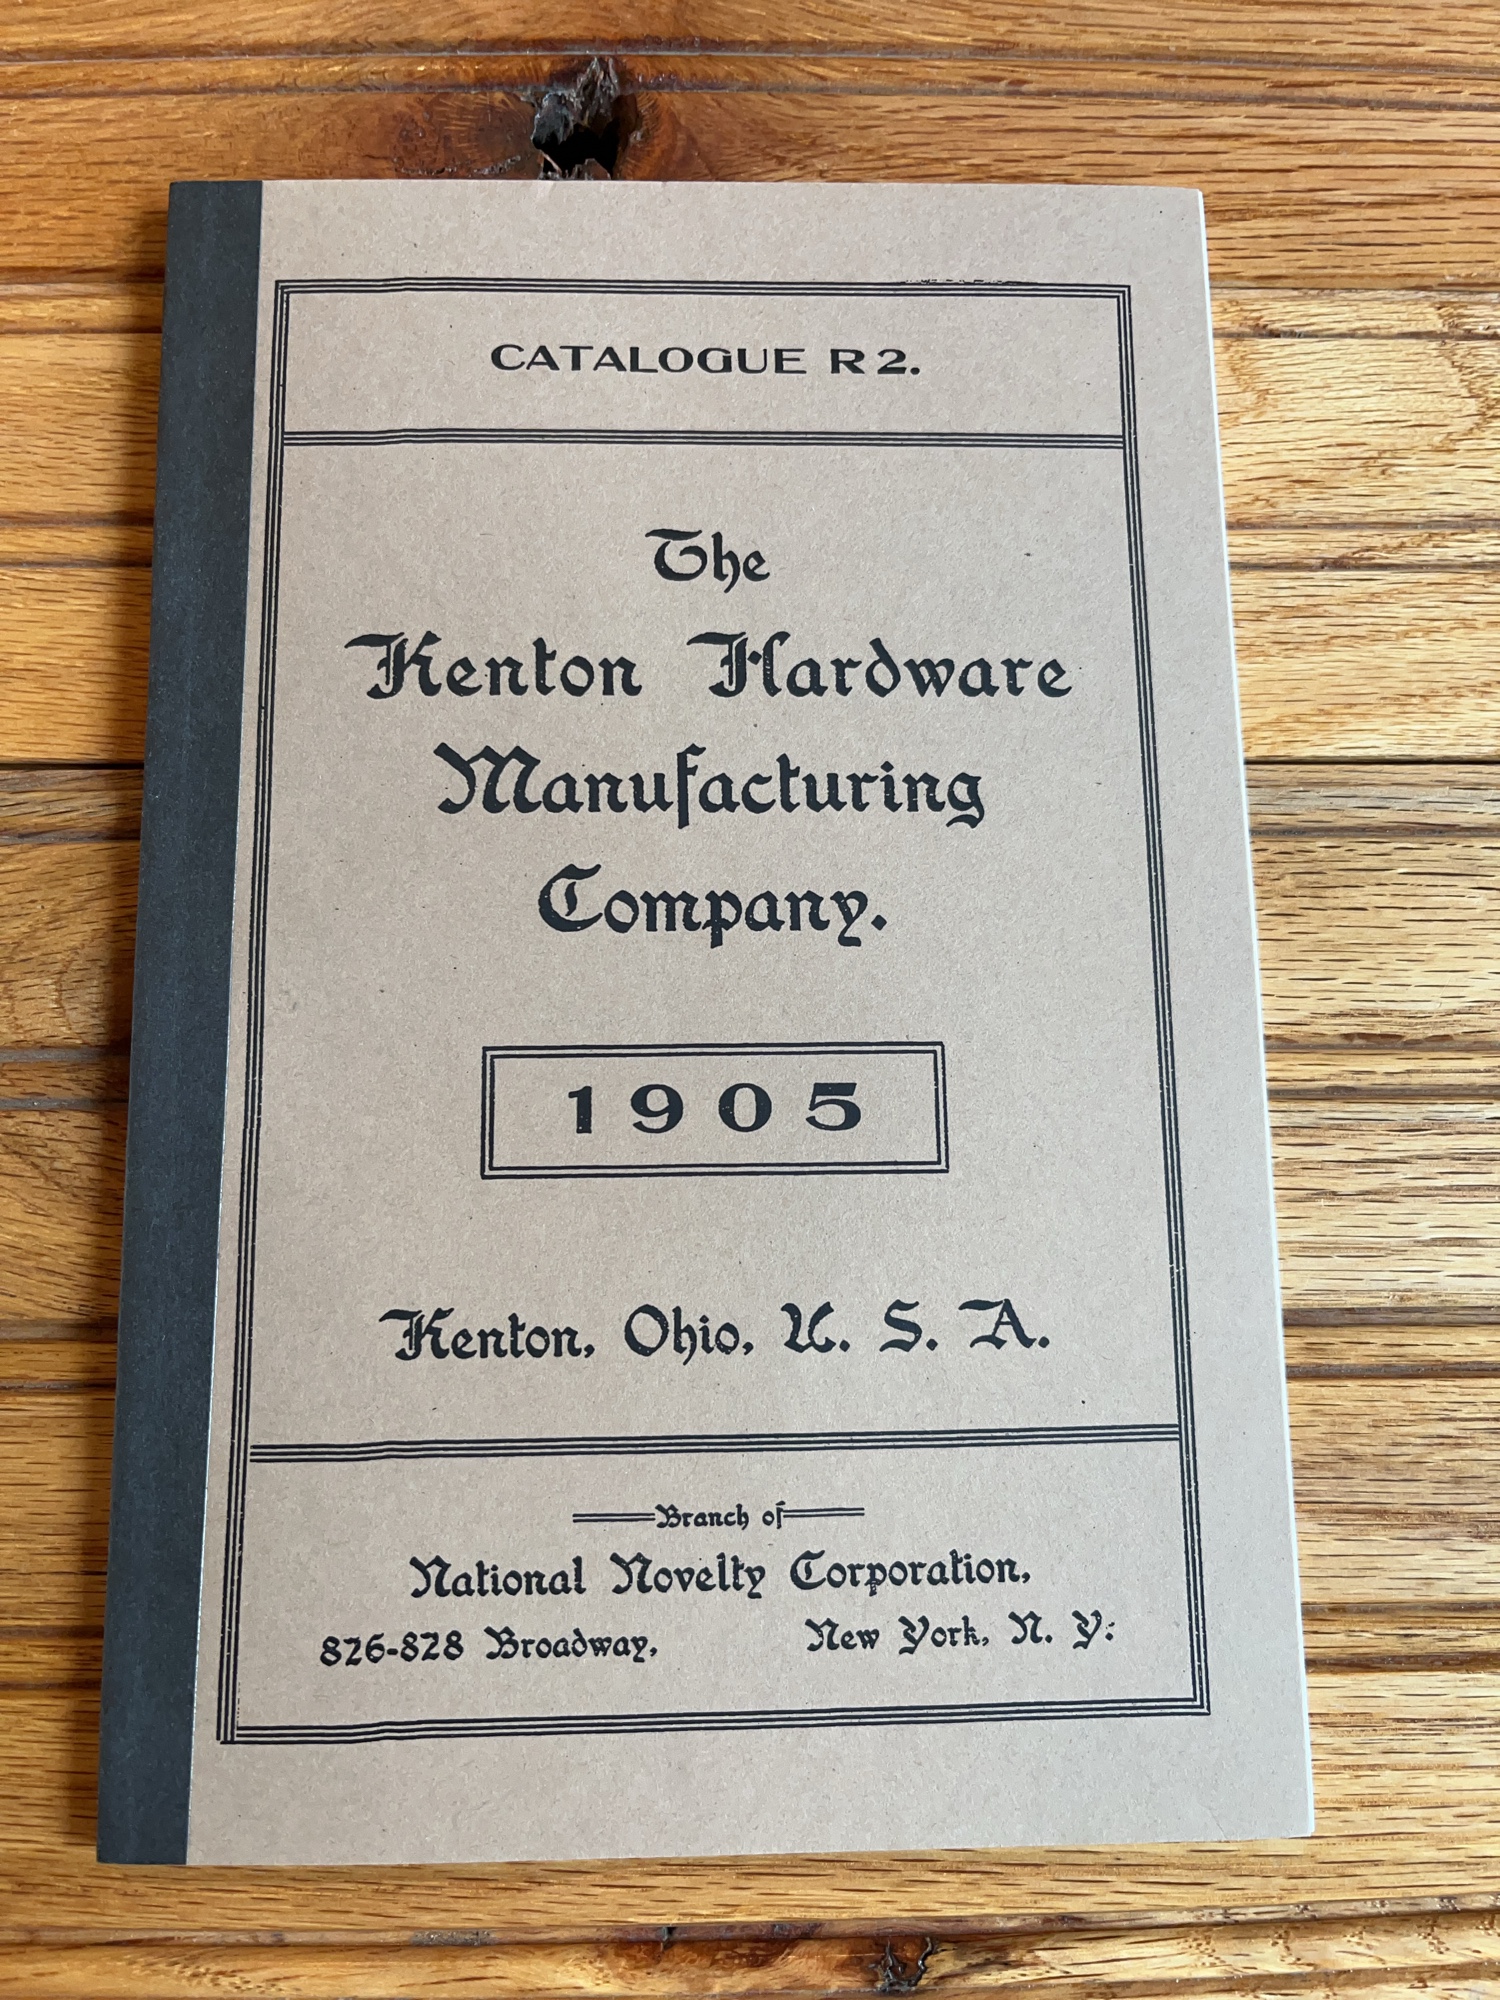 CATALOGUE R 2.
The
Kenton Hardware
Manufacturing
Company.
1905
Kenton, Ohio, U. S. A.
Branch of
National Novelty Corporation,
826-828 Broadway, New York, N. Y.